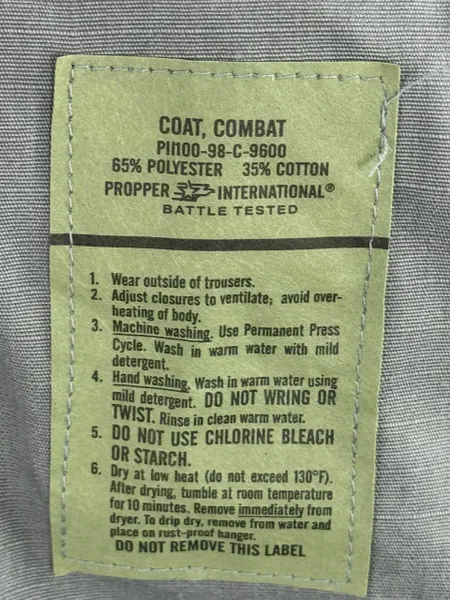 COAT, COMBAT
PI1100-98-C-9600
65% POLYESTER 35% COTTON
PROPPER INTERNATIONAL®
BATTLE TESTED
1. Wear outside of trousers.
2. Adjust closures to ventilate; avoid over-
heating of body.
3. Machine washing. Use Permanent Press
Cycle. Wash in warm water with mild
detergent.
4. Hand washing. Wash in warm water using
mild detergent. DO NOT WRING OR
TWIST. Rinse in clean warm water.
5. DO NOT USE CHLORINE BLEACH
OR STARCH.
6. Dry at low heat (do not exceed 130°F).
After drying, tumble at room temperature
for 10 minutes. Remove immediately from
dryer. To drip dry, remove from water and
place on rust-proof hanger.
DO NOT REMOVE THIS LABEL